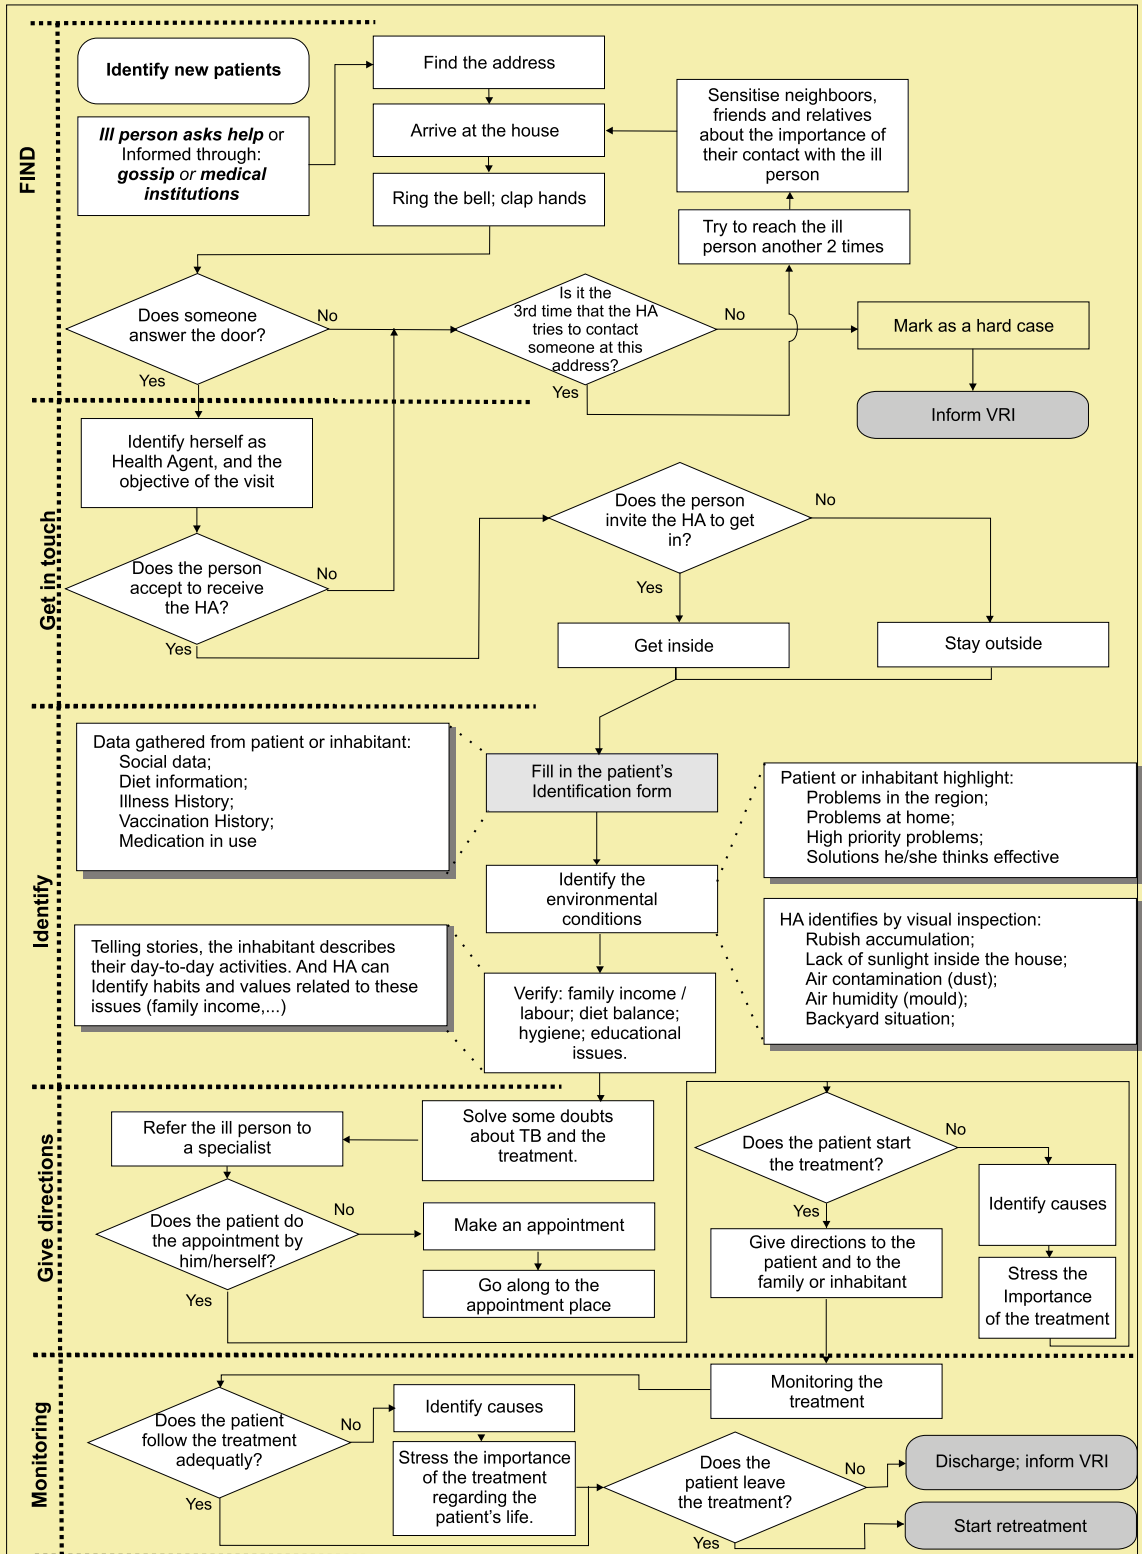 FIND
Identify new patients
Ill person asks help or
Informed through:
gossip or medical
institutions
Find the address
Arrive at the house
Ring the bell; clap hands
Sensitise neighboors,
friends and relatives
about the importance of
their contact with the ill
person
Try to reach the ill
person another 2 times
Does someone
answer the door?
No
Yes
Is it the
3rd time that the HA
tries to contact
someone at this
address?
No
Yes
Mark as a hard case
Inform VRI
Get in touch
Identify herself as
Health Agent, and the
objective of the visit
Does the person
accept to receive
the HA?
No
Yes
Does the person
invite the HA to get
in?
No
Yes
Get inside
Stay outside
Identify
Data gathered from patient or inhabitant:
Social data;
Diet information;
Illness History;
Vaccination History;
Medication in use
Fill in the patient's
Identification form
Patient or inhabitant highlight:
Problems in the region;
Problems at home;
High priority problems;
Solutions he/she thinks effective
Identify the
environmental
conditions
HA identifies by visual inspection:
Rubish accumulation;
Lack of sunlight inside the house;
Air contamination (dust);
Air humidity (mould);
Backyard situation;
Telling stories, the inhabitant describes
their day-to-day activities. And HA can
Identify habits and values related to these
issues (family income,...)
Verify: family income /
labour; diet balance;
hygiene; educational
issues.
Give directions
Solve some doubts
about TB and the
treatment.
Refer the ill person to
a specialist
Does the patient do
the appointment by
him/herself?
No
Yes
Make an appointment
Go along to the
appointment place
Does the patient start
the treatment?
No
Yes
Identify causes
Stress the
Importance
of the treatment
Give directions to the
patient and to the
family or inhabitant
Monitoring
Monitoring the
treatment
Does the patient
follow the treatment
adequatly?
No
Yes
Identify causes
Stress the importance
of the treatment
regarding the
patient's life.
Does the
patient leave
the treatment?
No
Yes
Discharge; inform VRI
Start retreatment